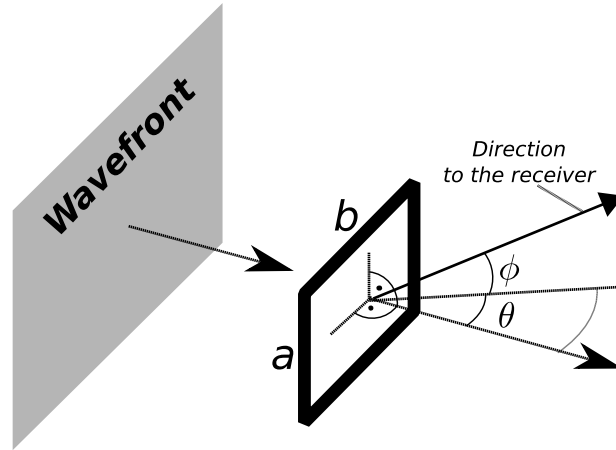 Wavefront
Direction
to the receiver
b
ϕ
θ
a